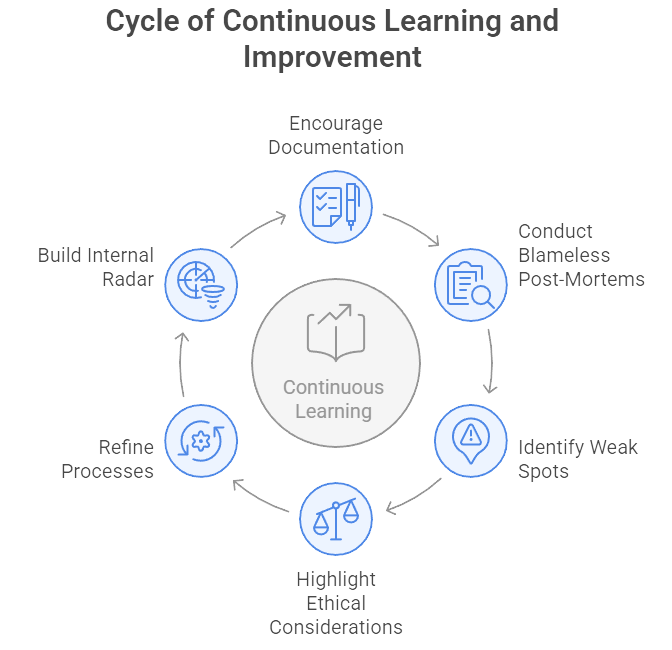 Cycle of Continuous Learning and
Improvement
Encourage
Documentation
Conduct
Blameless
Post-Mortems
Identify Weak
Spots
Highlight
Ethical
Considerations
Refine
Processes
Build Internal
Radar
Continuous
Learning